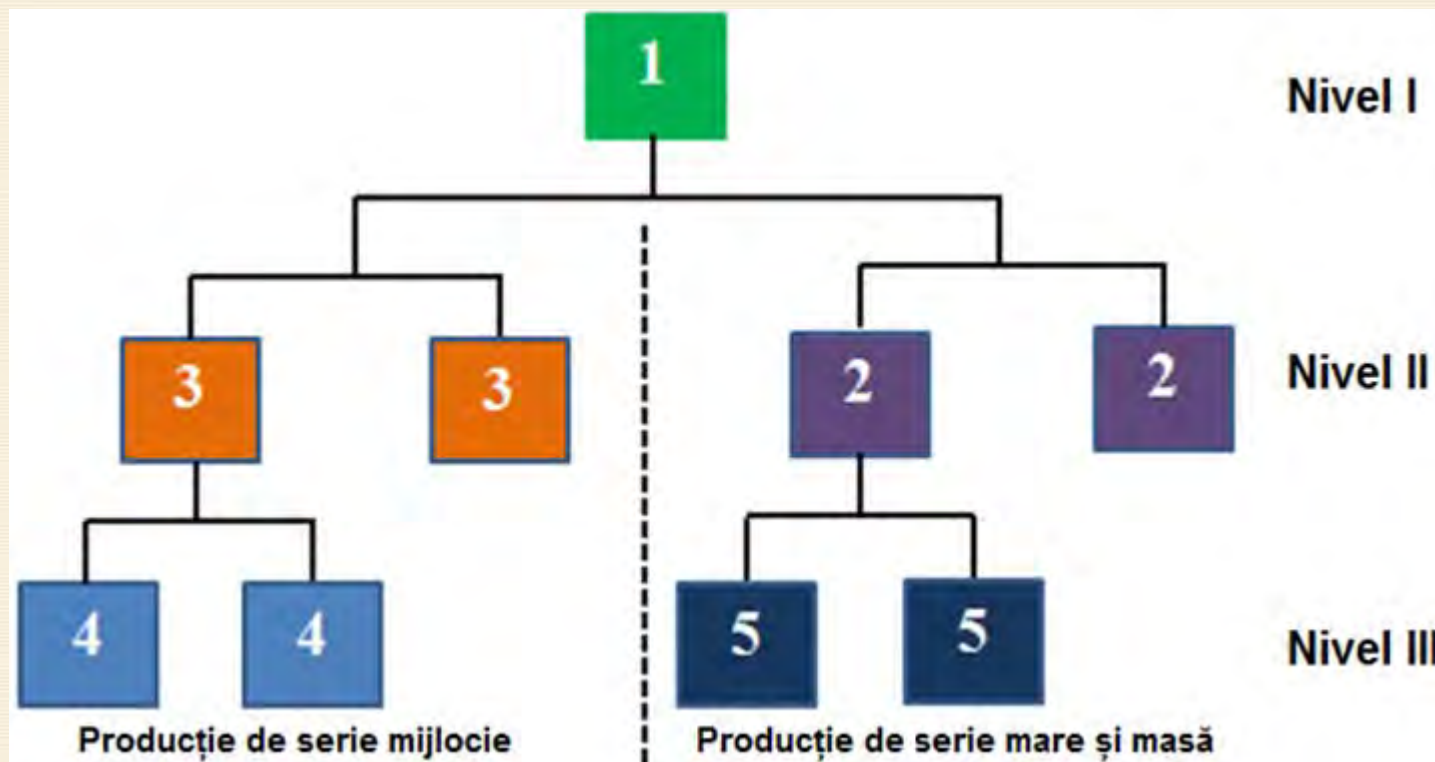 1
Nivel I
3
3
2
2
Nivel II
4
4
5
5
Nivel III
Producție de serie mijlocie
Producție de serie mare și masă